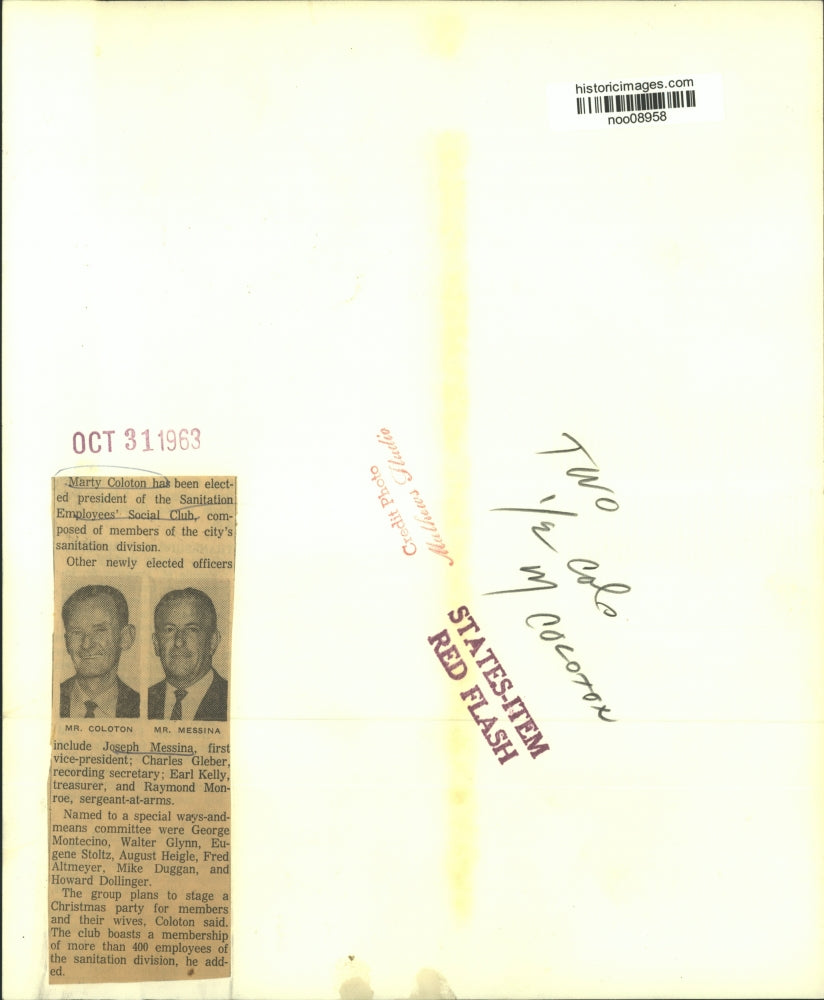 historicimages.com
noo08958
OCT 31 1963
Marty Coloton has been elect-
ed president of the Sanitation
Employees' Social Club, com-
posed of members of the city's
sanitation division.
Other newly elected officers
MR. COLOTON
MR. MESSINA
include Joseph Messina, first
vice-president; Charles Gleber,
recording secretary; Earl Kelly,
treasurer, and Raymond Mon-
roe, sergeant-at-arms.
Named to a special ways-and-
means committee were George
Montecino, Walter Glynn, Eu-
gene Stoltz, August Heigle, Fred
Altmeyer, Mike Duggan, and
Howard Dollinger.
The group plans to stage a
Christmas party for members
and their wives, Coloton said.
The club boasts a membership
of more than 400 employees of
the sanitation division, he add-
ed.
Credit Photo
Mathews Studio
STATES-ITEM
RED FLASH
TWO
1/2 Cols
M COLOTON